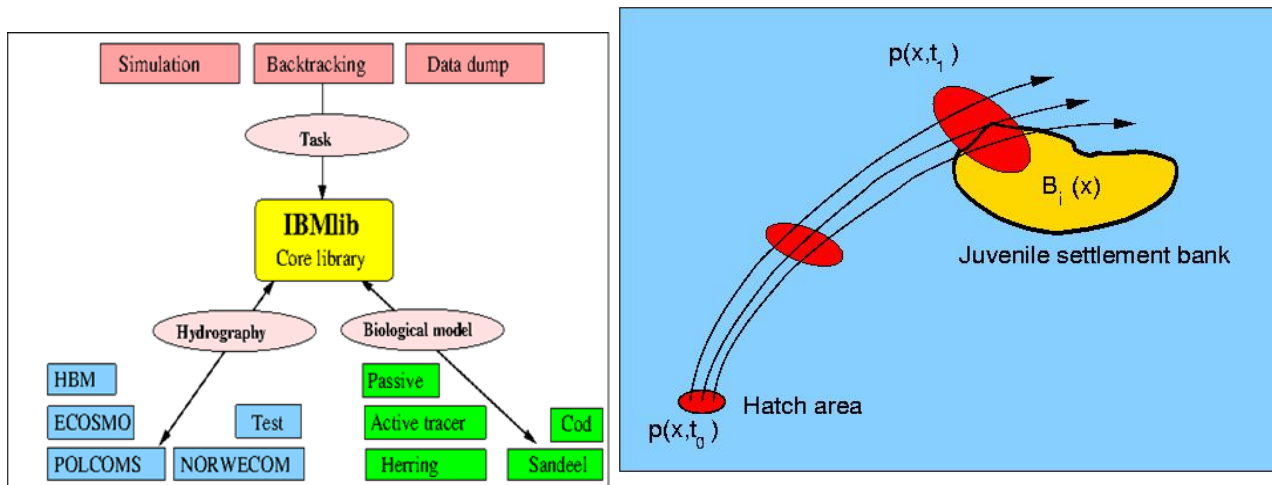 Simulation
Backtracking
Data dump
Task
IBMlib
Core library
Hydrography
Biological model
HBM
ECOSMO
Test
POLCOMS
NORWECOM
Passive
Active tracer
Cod
Herring
Sandeel
p(x,t₁)
B_i (x)
Juvenile settlement bank
Hatch area
p(x,t₀)